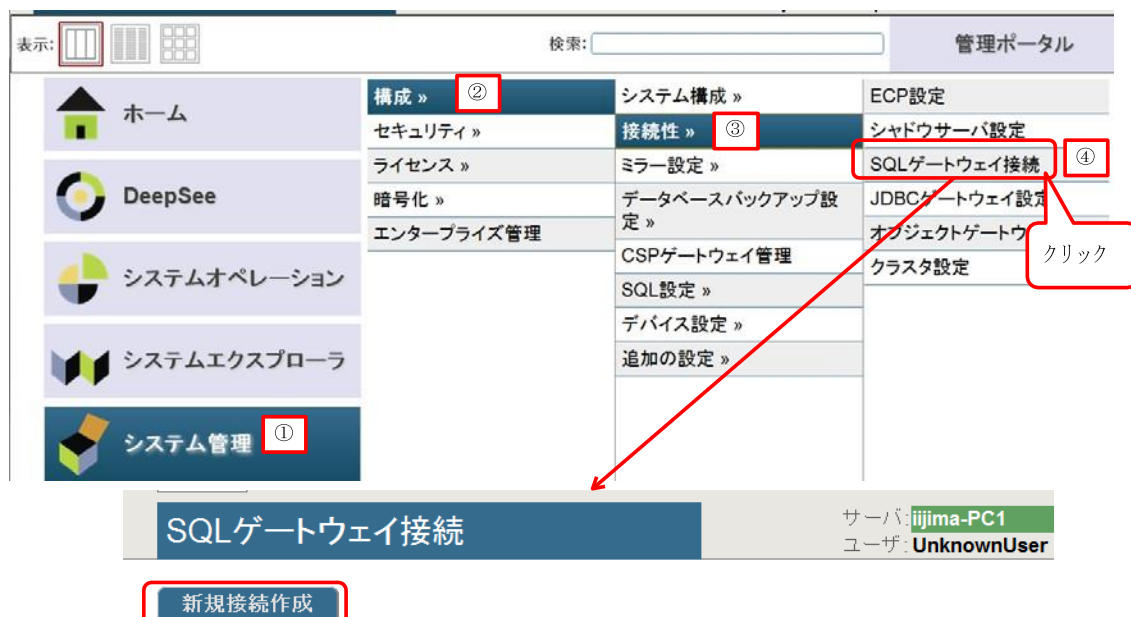 表示:
検索:
管理ポータル
ホーム
DeepSee
システムオペレーション
システムエクスプローラ
システム管理 ①
構成 » ②
セキュリティ »
ライセンス »
暗号化 »
エンタープライズ管理
システム構成 »
接続性 » ③
ミラー設定 »
データベースバックアップ設
定 »
CSPゲートウェイ管理
SQL設定 »
デバイス設定 »
追加の設定 »
ECP設定
シャドウサーバ設定
SQLゲートウェイ接続 ④
JDBCゲートウェイ設定
オブジェクトゲートウ
クラスタ設定
クリック
SQLゲートウェイ接続
サーバ:iijima-PC1
ユーザ:UnknownUser
新規接続作成